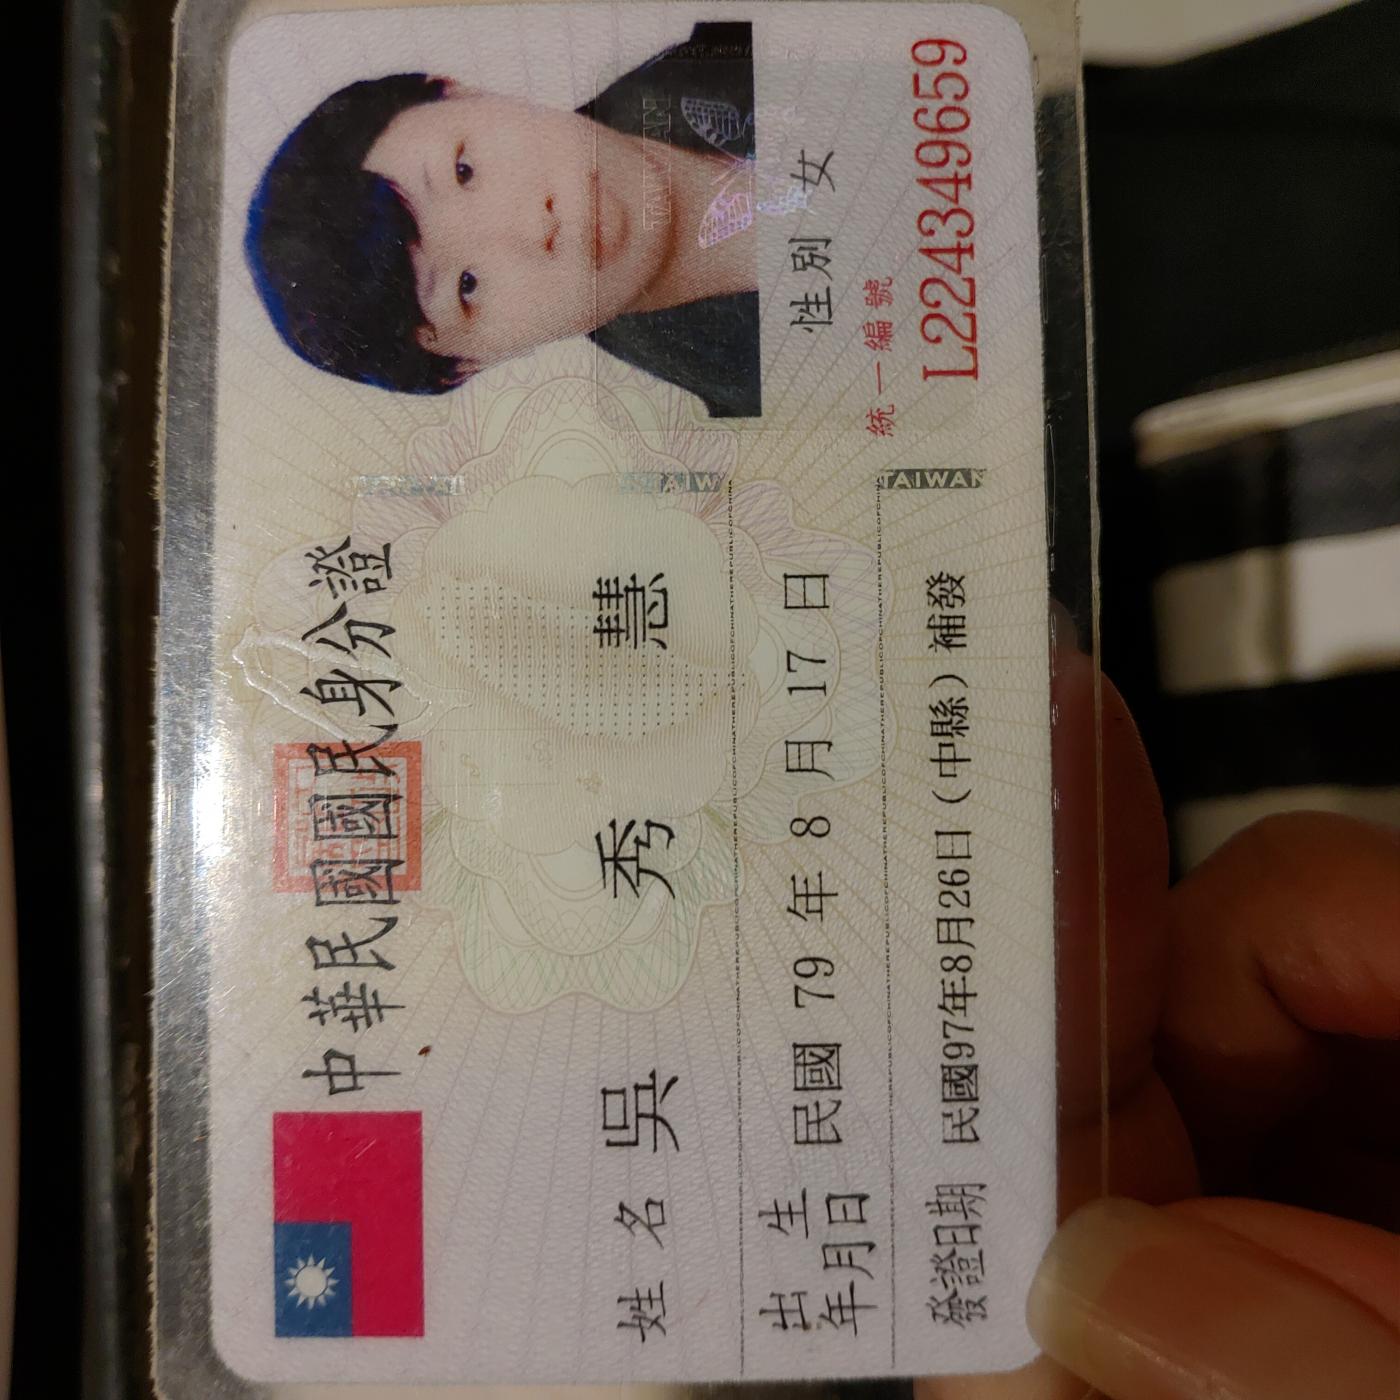 中華民國國民身分證
姓名 吳秀慧
出生年月日 民國 79 年 8 月 17 日
發證日期 民國97年8月26日(中縣)補發
性別 女
統一編號
L224349659
TAIWAN